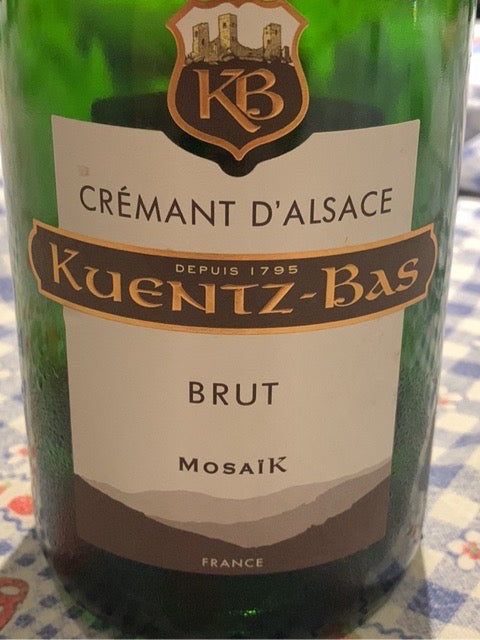 KB
CRÉMANT D'ALSACE
DEPUIS 1795
KUENTZ-BAS
BRUT
MOSAÏK
FRANCE